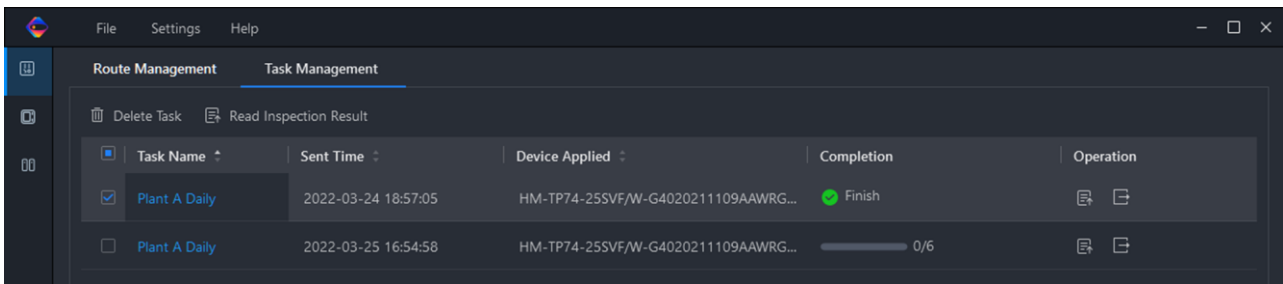 File Settings Help
Route Management Task Management
Delete Task Read Inspection Result
Task Name Sent Time Device Applied Completion Operation
Plant A Daily 2022-03-24 18:57:05 HM-TP74-25SVF/W-G4020211109AAWRG... Finish
Plant A Daily 2022-03-25 16:54:58 HM-TP74-25SVF/W-G4020211109AAWRG... 0/6